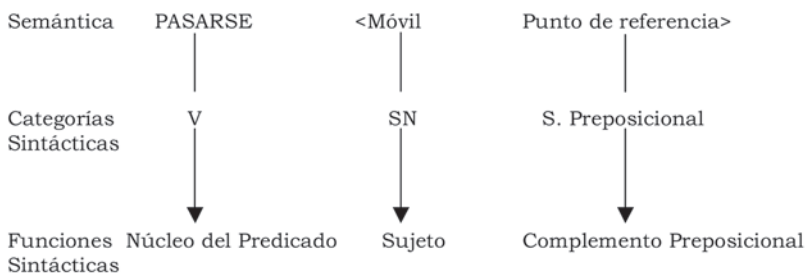 Semántica PASARSE <Móvil Punto de referencia>
Categorías V SN S. Preposicional
Sintácticas
Funciones Núcleo del Predicado Sujeto Complemento Preposicional
Sintácticas